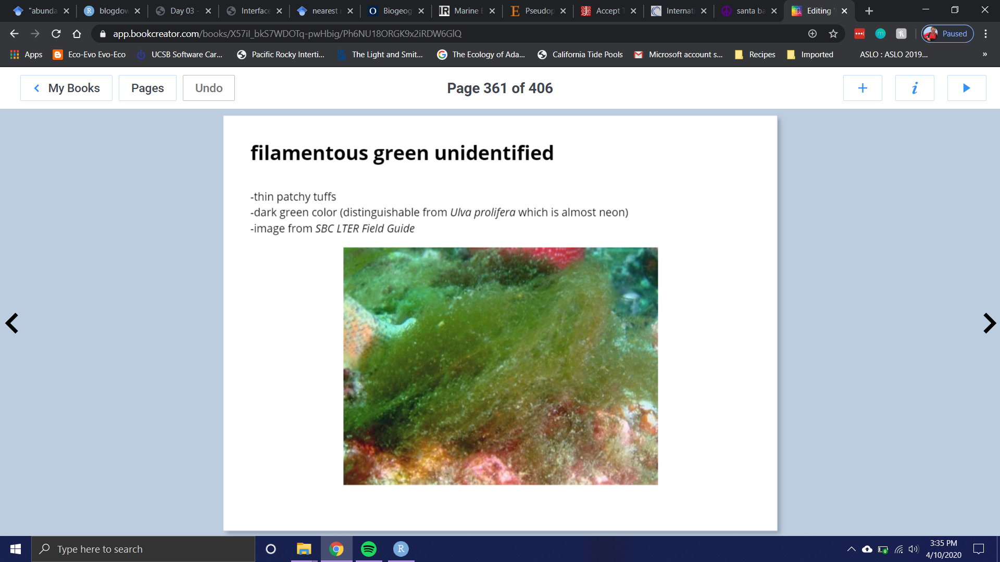 "abunda
blogdow
Day 03 -
Interface
nearest
Biogeog
Marine E
Pseudop
Accept T
Internati
santa ba
Editing
app.bookcreator.com/books/X57iI_bkS7WDOTq-pwHbig/Ph6NU18ORGK9x2iRDW6GlQ
Paused
Apps
Eco-Evo Evo-Eco
UCSB Software Car...
Pacific Rocky Interti...
The Light and Smit...
The Ecology of Ada...
California Tide Pools
Microsoft account s...
Recipes
Imported
ASLO : ASLO 2019...
»
My Books
Pages
Undo
Page 361 of 406
filamentous green unidentified
-thin patchy tuffs
-dark green color (distinguishable from Ulva prolifera which is almost neon)
-image from SBC LTER Field Guide
Type here to search
3:35 PM
4/10/2020